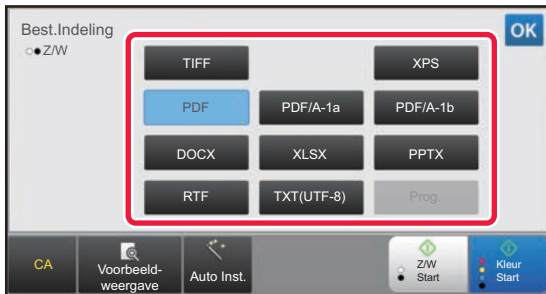 Best.Indeling
OK
Z/W
TIFF
XPS
PDF
PDF/A-1a
PDF/A-1b
DOCX
XLSX
PPTX
RTF
TXT(UTF-8)
Prog.
CA
Voorbeeld-
weergave
Auto Inst.
Z/W
Start
Kleur
Start